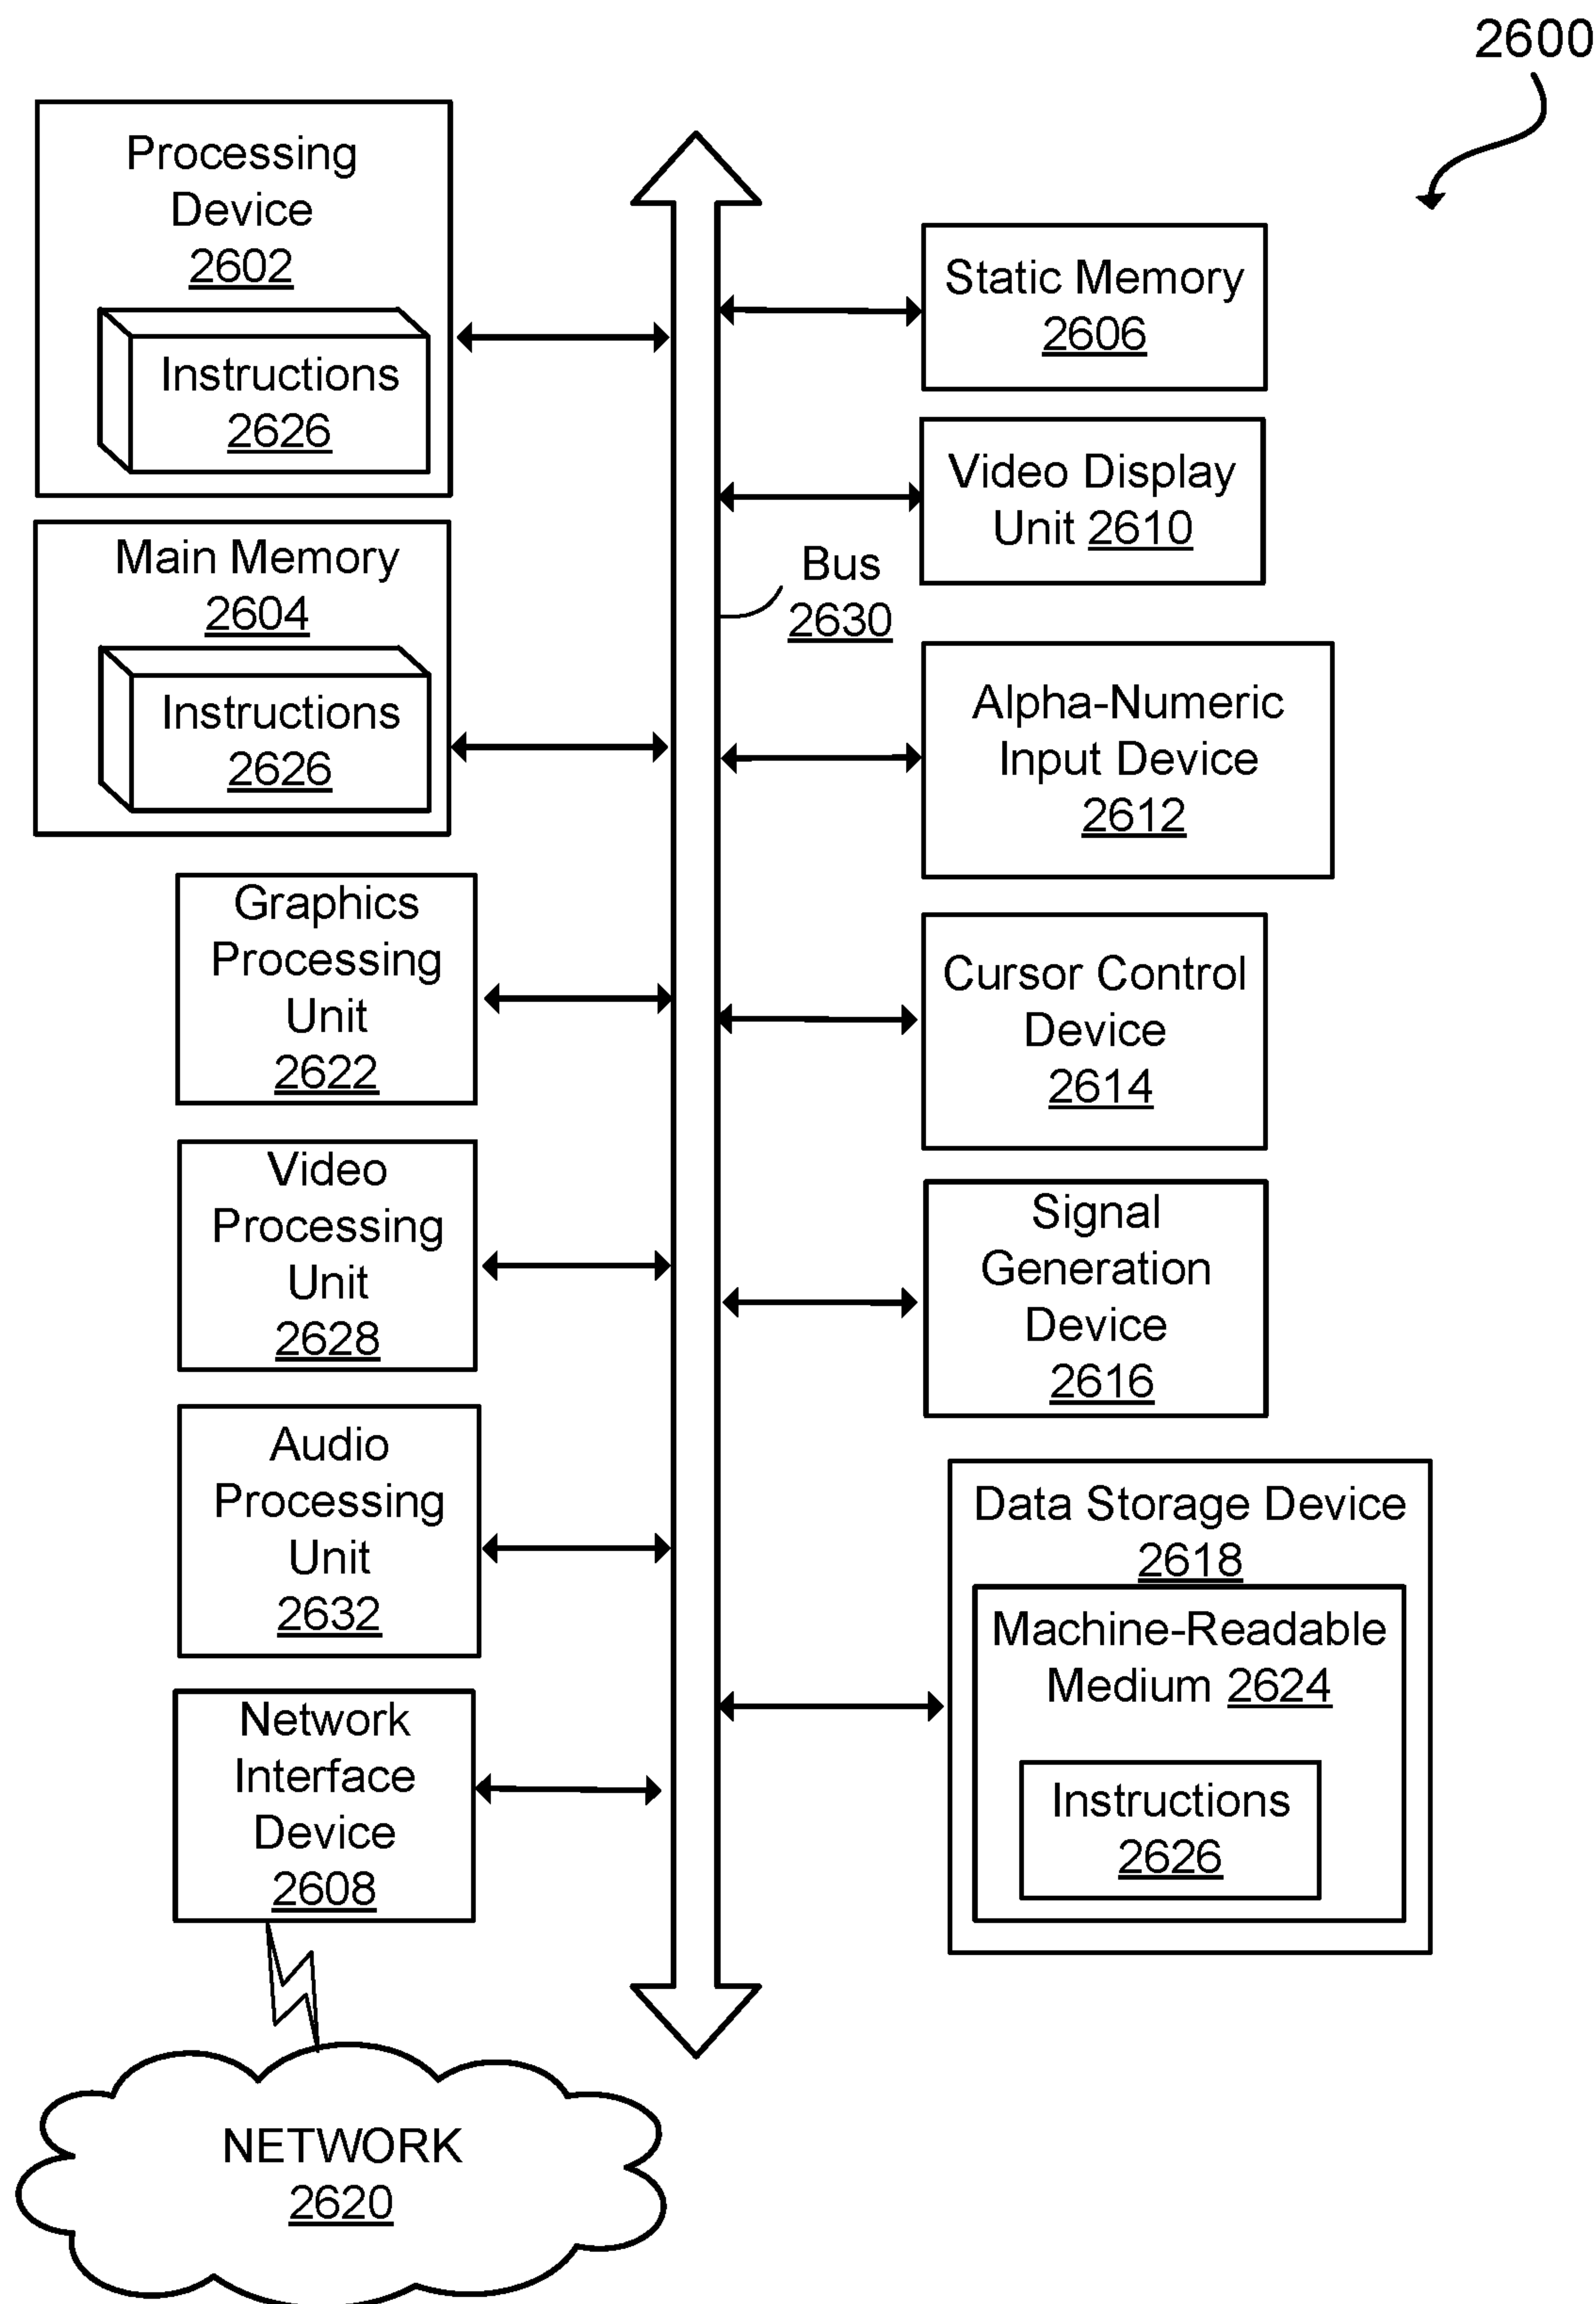 2600
Processing
Device
2602
Instructions
2626
Main Memory
2604
Instructions
2626
Graphics
Processing
Unit
2622
Video
Processing
Unit
2628
Audio
Processing
Unit
2632
Network
Interface
Device
2608
NETWORK
2620
Bus
2630
Static Memory
2606
Video Display
Unit 2610
Alpha-Numeric
Input Device
2612
Cursor Control
Device
2614
Signal
Generation
Device
2616
Data Storage Device
2618
Machine-Readable
Medium 2624
Instructions
2626